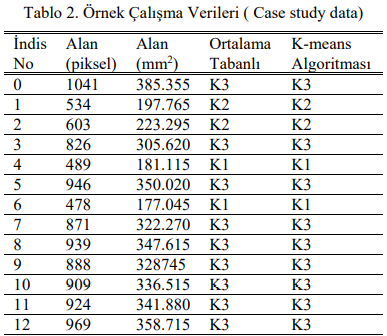 Tablo 2. Örnek Çalışma Verileri ( Case study data)
İndis Alan Alan Ortalama K-means
No (piksel) (mm²) Tabanlı Algoritması
0 1041 385.355 K3 K3
1 534 197.765 K2 K2
2 603 223.295 K2 K2
3 826 305.620 K3 K3
4 489 181.115 K1 K1
5 946 350.020 K3 K3
6 478 177.045 K1 K1
7 871 322.270 K3 K3
8 939 347.615 K3 K3
9 888 328745 K3 K3
10 909 336.515 K3 K3
11 924 341.880 K3 K3
12 969 358.715 K3 K3